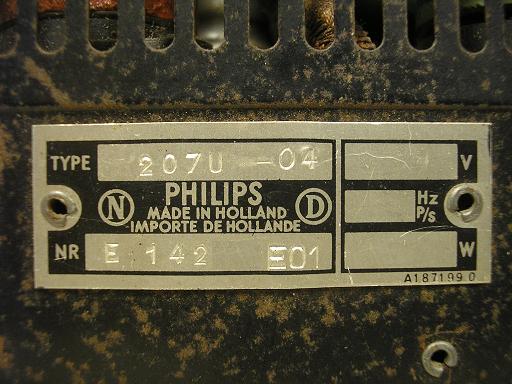 TYPE 207U -04 V
PHILIPS
N MADE IN HOLLAND D Hz
IMPORTE DE HOLLANDE P/S
NR E 142 E01 W
A187199 0